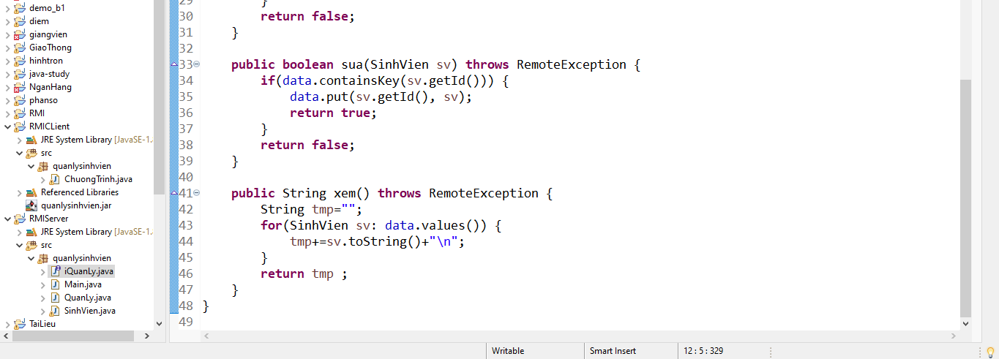 demo_b1
diem
giangvien
GiaoThong
hinhtron
java-study
NganHang
phanso
RMI
RMICLient
JRE System Library [JavaSE-1.
src
quanlysinhvien
ChuongTrinh.java
Referenced Libraries
quanlysinhvien.jar
RMIServer
JRE System Library [JavaSE-1.
src
quanlysinhvien
iQuanLy.java
Main.java
QuanLy.java
SinhVien.java
TaiLieu
29 }
30 return false;
31 }
32
33 public boolean sua(SinhVien sv) throws RemoteException {
34 if(data.containsKey(sv.getId())) {
35 data.put(sv.getId(), sv);
36 return true;
37 }
38 return false;
39 }
40
41 public String xem() throws RemoteException {
42 String tmp="";
43 for(SinhVien sv: data.values()) {
44 tmp+=sv.toString()+"\n";
45 }
46 return tmp ;
47 }
48 }
49
Writable
Smart Insert
12 : 5 : 329